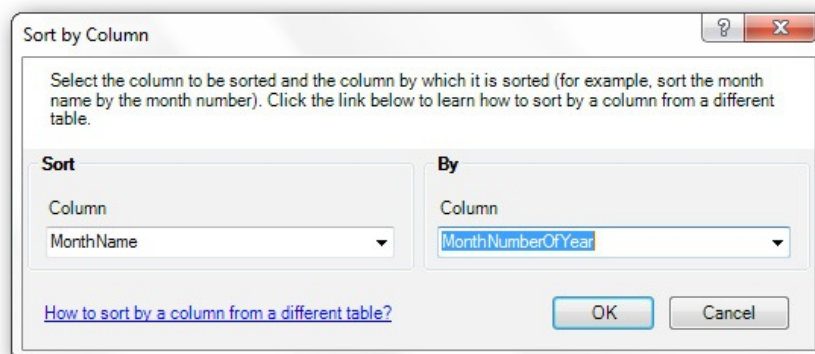 Sort by Column
Select the column to be sorted and the column by which it is sorted (for example, sort the month
name by the month number). Click the link below to learn how to sort by a column from a different
table.
Sort
By
Column
Column
MonthName
MonthNumberOfYear
How to sort by a column from a different table?
OK
Cancel